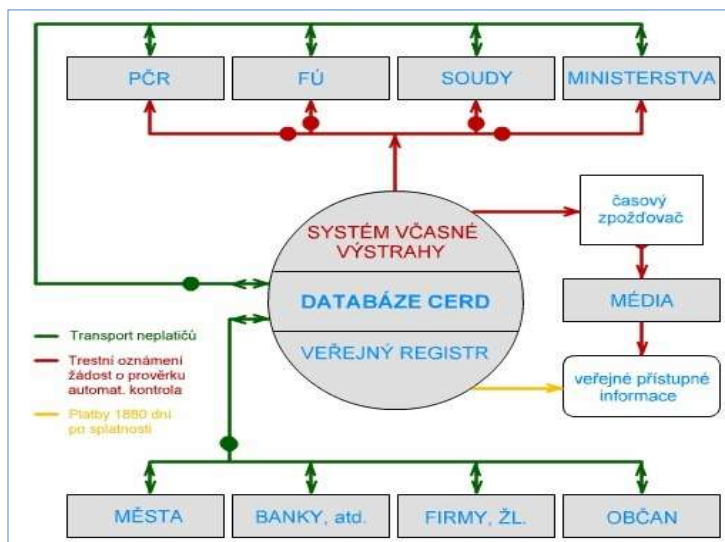 PČR
FÚ
SOUDY
MINISTERSTVA
časový
zpožďovač
SYSTÉM VČASNÉ
VÝSTRAHY
DATABÁZE CERD
MÉDIA
VEŘEJNÝ REGISTR
Transport neplatičů
Trestní oznámení
žádost o prověrku
automat. kontrola
Platby 1880 dní
po splatnosti
veřejné přístupné
informace
MĚSTA
BANKY, atd.
FIRMY, ŽL.
OBČAN